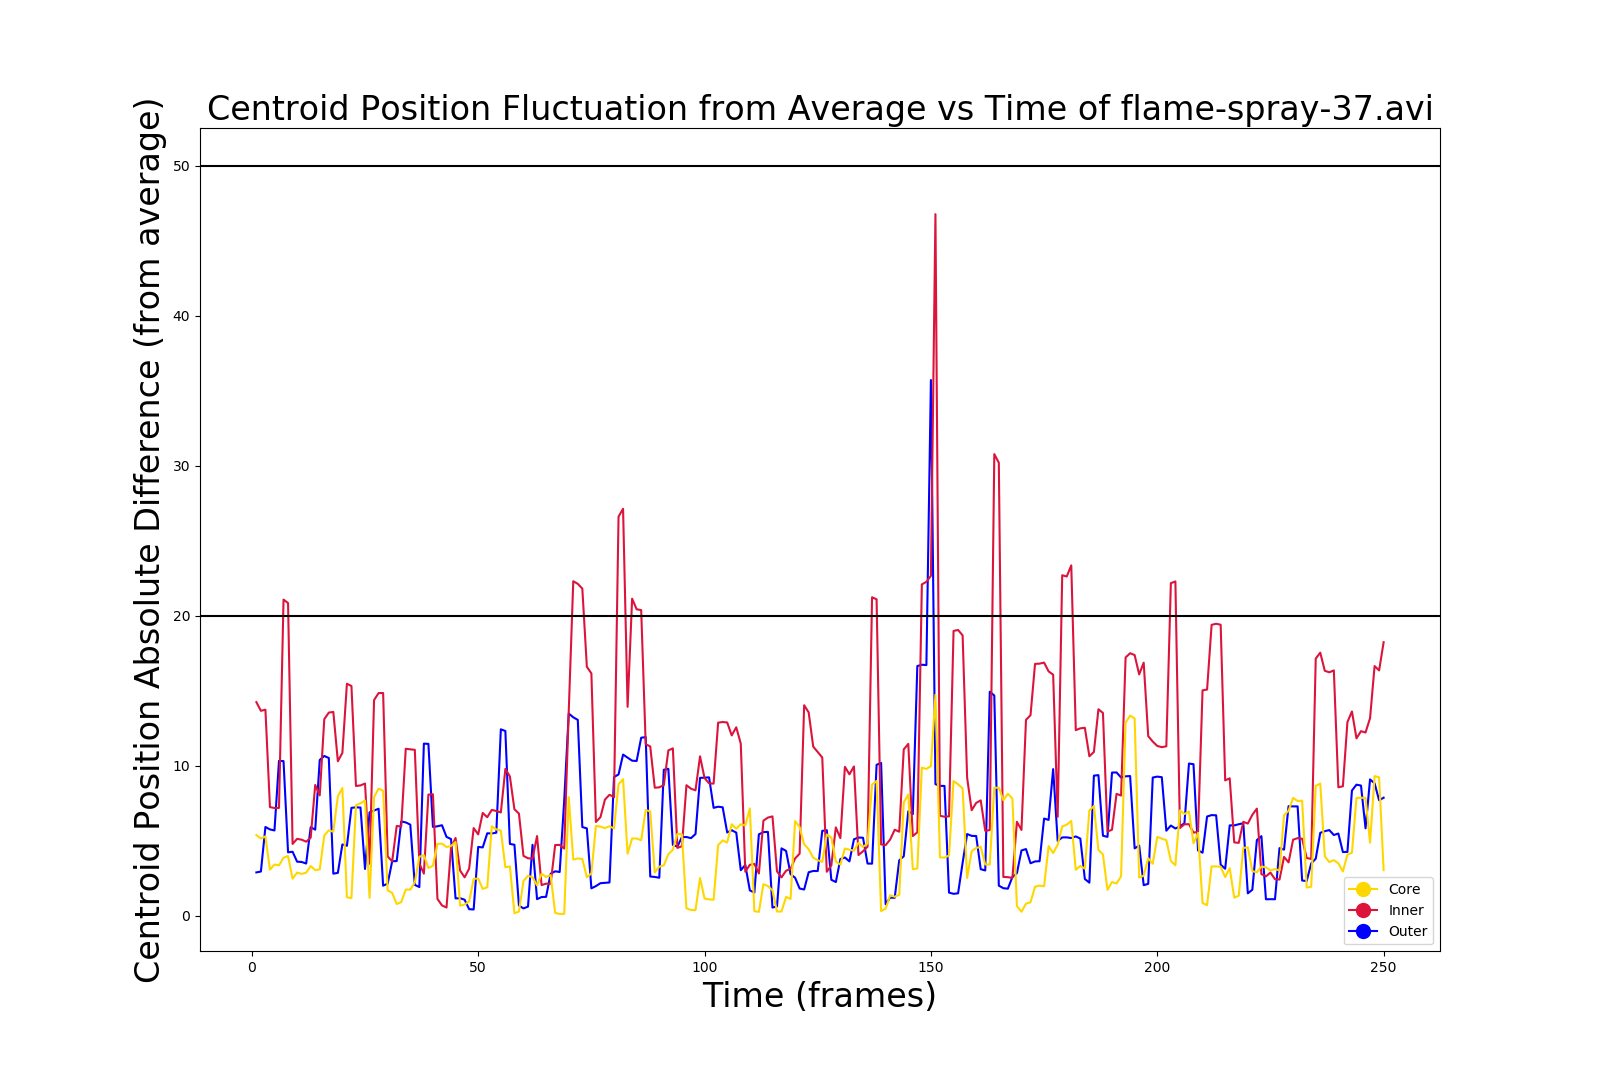 Centroid Position Fluctuation from Average vs Time of flame-spray-37.avi
Centroid Position Absolute Difference (from average)
50
40
30
20
10
0
0 50 100 150 200 250
Time (frames)
Core
Inner
Outer